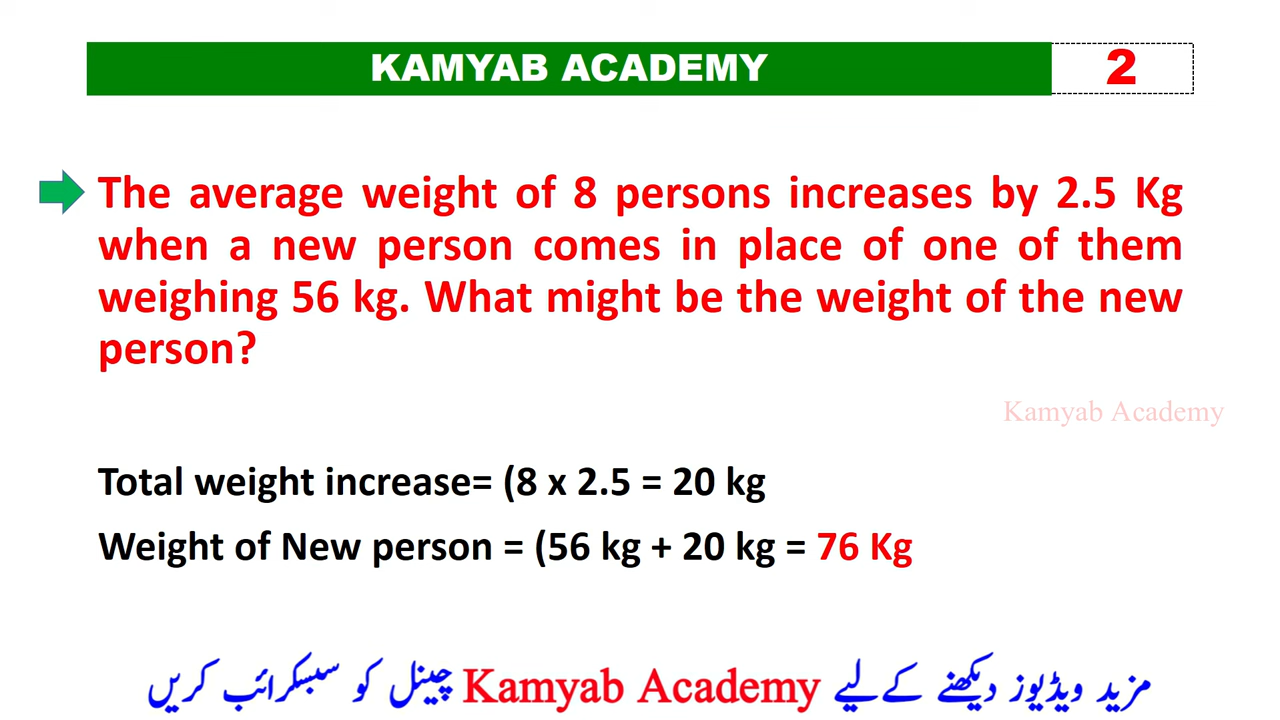 KAMYAB ACADEMY 2
The average weight of 8 persons increases by 2.5 Kg
when a new person comes in place of one of them
weighing 56 kg. What might be the weight of the new
person?
Kamyab Academy
Total weight increase= (8 x 2.5 = 20 kg
Weight of New person = (56 kg + 20 kg = 76 Kg
مزید ویڈیوز دیکھنے کے لیے Kamyab Academy چینل کو سبسکرائب کریں